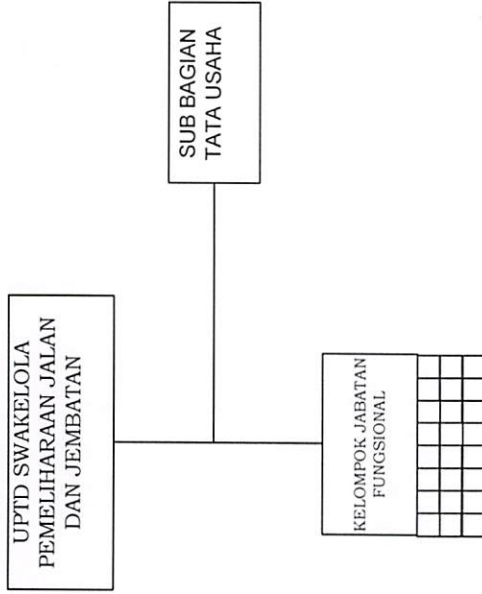 UPTD SWAKELOLA
PEMELIHARAAN JALAN
DAN JEMBATAN
SUB BAGIAN
TATA USAHA
KELOMPOK JABATAN
FUNGSIONAL